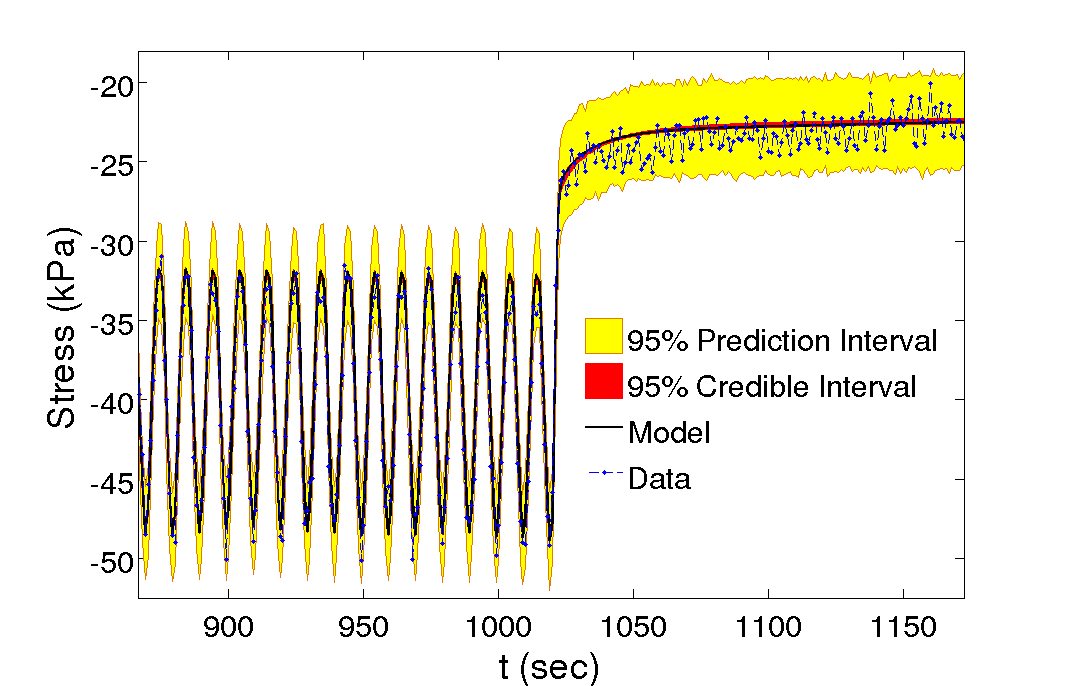 -20
-25
-30
-35
-40
-45
-50
Stress (kPa)
95% Prediction Interval
95% Credible Interval
Model
Data
900
950
1000
1050
1100
1150
t (sec)